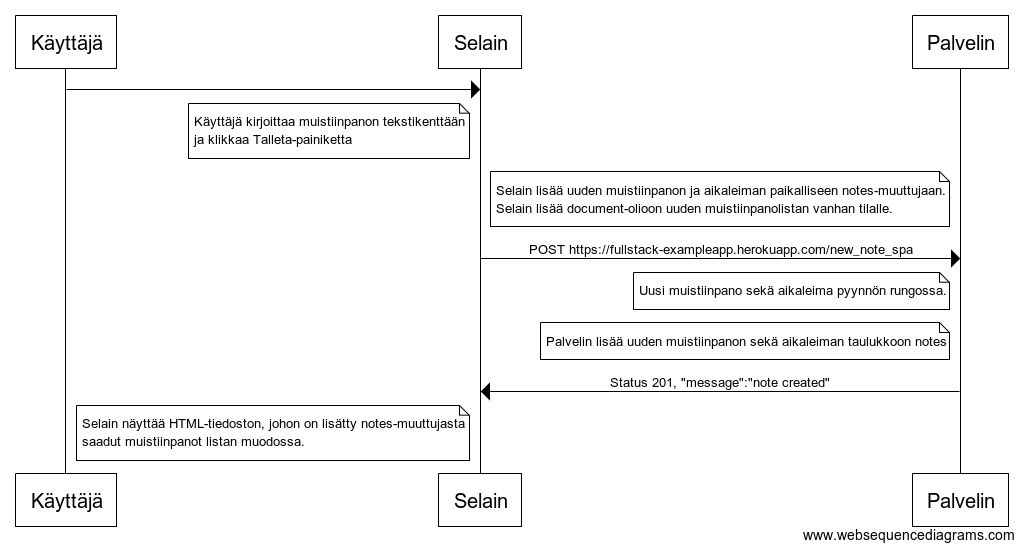 Käyttäjä
Selain
Palvelin
Käyttäjä kirjoittaa muistiinpanon tekstikenttään
ja klikkaa Talleta-painiketta
Selain lisää uuden muistiinpanon ja aikaleiman paikalliseen notes-muuttujaan.
Selain lisää document-olioon uuden muistiinpanolistan vanhan tilalle.
POST https://fullstack-exampleapp.herokuapp.com/new_note_spa
Uusi muistiinpano sekä aikaleima pyynnön rungossa.
Palvelin lisää uuden muistiinpanon sekä aikaleiman taulukkoon notes
Status 201, "message":"note created"
Selain näyttää HTML-tiedoston, johon on lisätty notes-muuttujasta
saadut muistiinpanot listan muodossa.
Käyttäjä
Selain
Palvelin
www.websequencediagrams.com